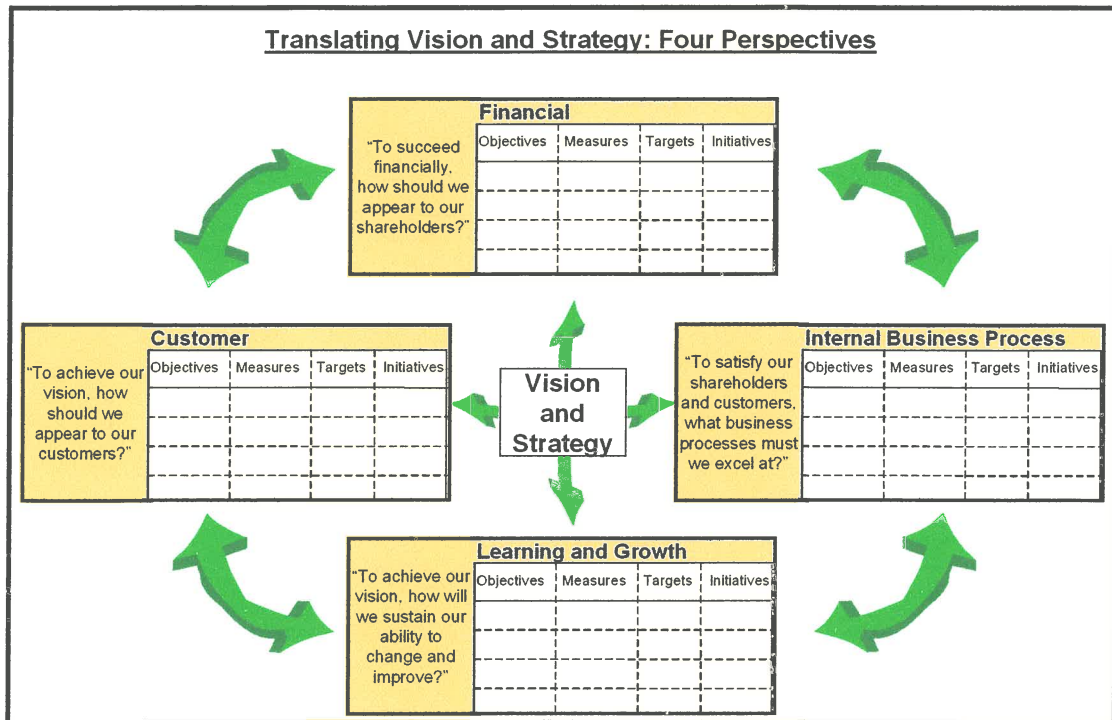 Translating Vision and Strategy: Four Perspectives
Financial
"To succeed
financially,
how should we
appear to our
shareholders?"
Objectives Measures Targets Initiatives
Customer
"To achieve our
vision, how
should we
appear to our
customers?"
Objectives Measures Targets Initiatives
Vision
and
Strategy
Internal Business Process
"To satisfy our
shareholders
and customers,
what business
processes must
we excel at?"
Objectives Measures Targets Initiatives
Learning and Growth
"To achieve our
vision, how will
we sustain our
ability to
change and
improve?"
Objectives Measures Targets Initiatives